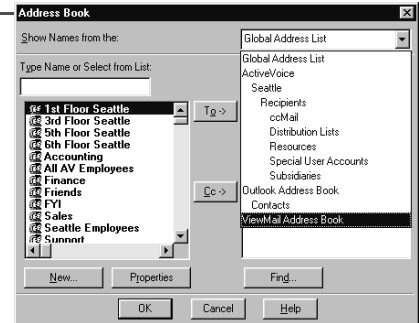 Address Book
Show Names from the:
Global Address List
Type Name or Select from List:
1st Floor Seattle
3rd Floor Seattle
5th Floor Seattle
6th Floor Seattle
Accounting
All AV Employees
Finance
Friends
FYI
Sales
Seattle Employees
Support
To ->
Cc ->
Global Address List
ActiveVoice
Seattle
Recipients
ccMail
Distribution Lists
Resources
Special User Accounts
Subsidiaries
Outlook Address Book
Contacts
ViewMail Address Book
New...
Properties
Find...
OK
Cancel
Help